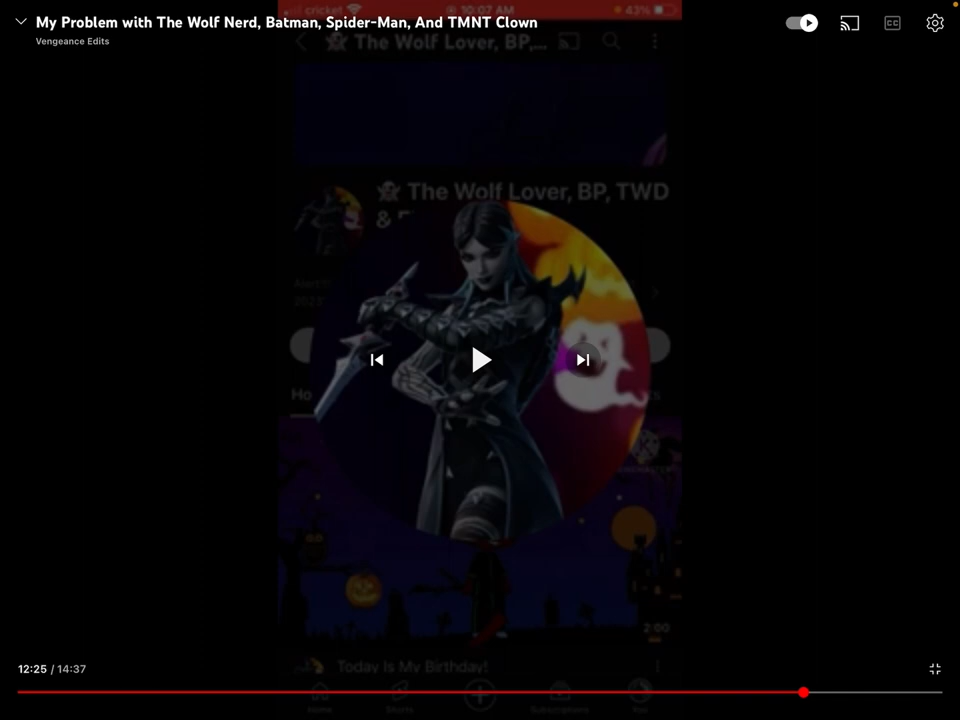 My Problem with The Wolf Nerd, Batman, Spider-Man, And TMNT Clown
Vengeance Edits
cricket 10:07 AM 43%
The Wolf Lover, BP,...
The Wolf Lover, BP, TWD
&
Ho
2:00
12:25 / 14:37
Today Is My Birthday!
Home Shorts Subscriptions You